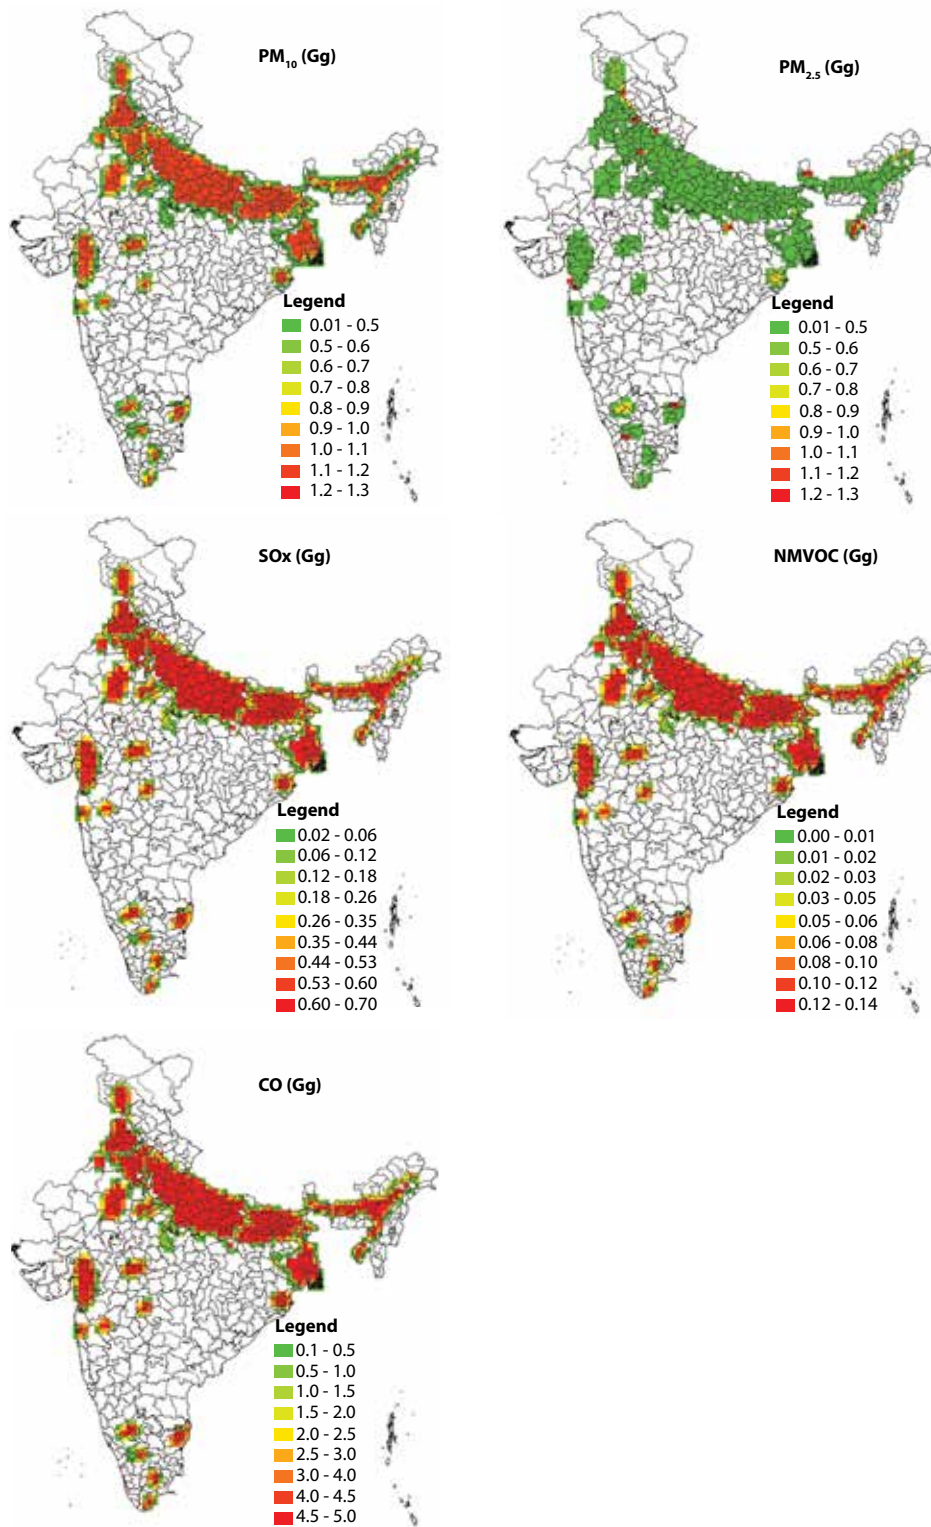 PM10 (Gg)
Legend
0.01 - 0.5
0.5 - 0.6
0.6 - 0.7
0.7 - 0.8
0.8 - 0.9
0.9 - 1.0
1.0 - 1.1
1.1 - 1.2
1.2 - 1.3
PM2.5 (Gg)
Legend
0.01 - 0.5
0.5 - 0.6
0.6 - 0.7
0.7 - 0.8
0.8 - 0.9
0.9 - 1.0
1.0 - 1.1
1.1 - 1.2
1.2 - 1.3
SOx (Gg)
Legend
0.02 - 0.06
0.06 - 0.12
0.12 - 0.18
0.18 - 0.26
0.26 - 0.35
0.35 - 0.44
0.44 - 0.53
0.53 - 0.60
0.60 - 0.70
NMVOC (Gg)
Legend
0.00 - 0.01
0.01 - 0.02
0.02 - 0.03
0.03 - 0.05
0.05 - 0.06
0.06 - 0.08
0.08 - 0.10
0.10 - 0.12
0.12 - 0.14
CO (Gg)
Legend
0.1 - 0.5
0.5 - 1.0
1.0 - 1.5
1.5 - 2.0
2.0 - 2.5
2.5 - 3.0
3.0 - 4.0
4.0 - 4.5
4.5 - 5.0